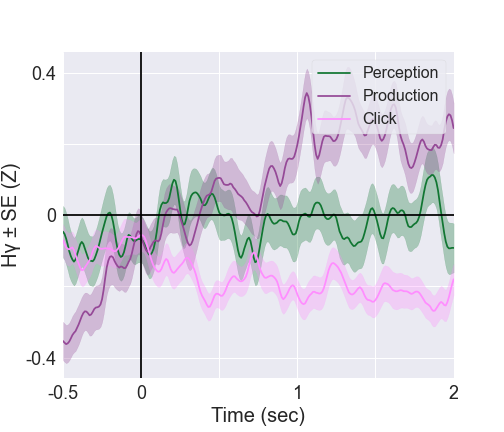 Perception
Production
Click
Hγ ± SE (Z)
0.4
0
-0.4
-0.5 0 1 2
Time (sec)